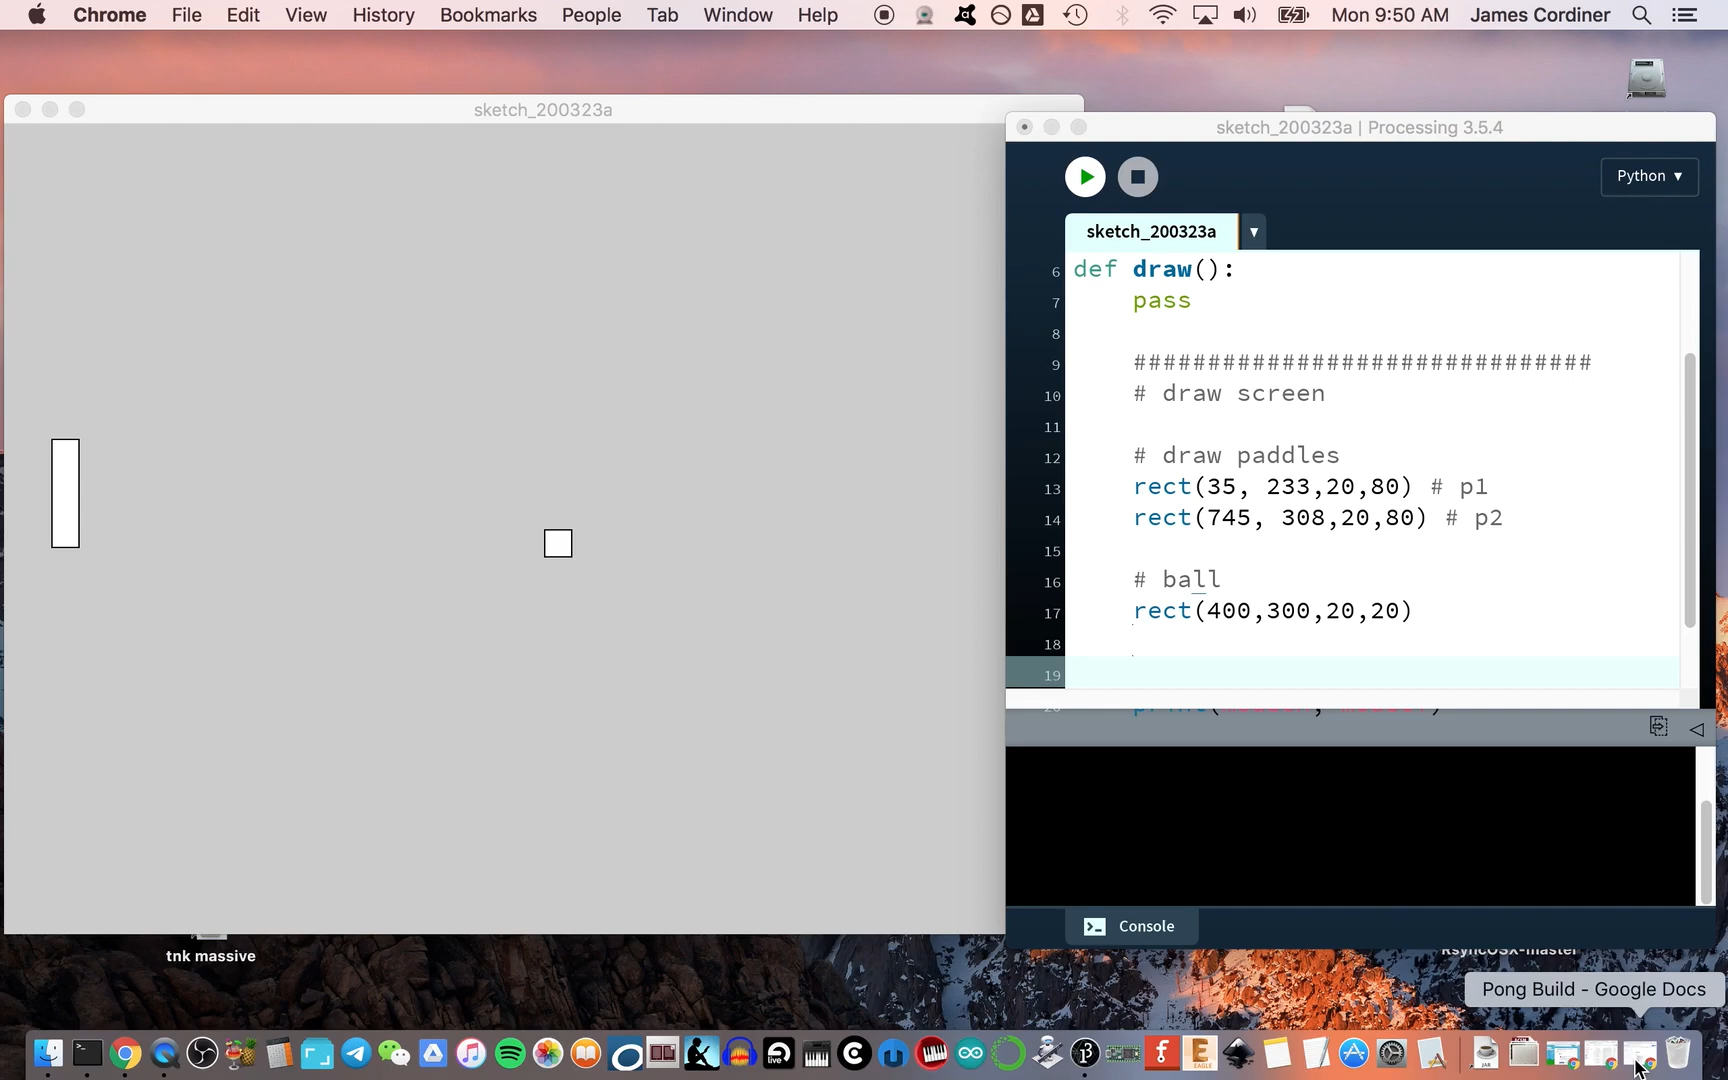 Chrome File Edit View History Bookmarks People Tab Window Help Mon 9:50 AM James Cordiner
sketch_200323a
sketch_200323a | Processing 3.5.4
Python ▼
sketch_200323a ▼
6 def draw():
7 pass
8
9 ###############################
10 # draw screen
11
12 # draw paddles
13 rect(35, 233,20,80) # p1
14 rect(745, 308,20,80) # p2
15
16 # ball
17 rect(400,300,20,20)
18
19
Console
tnk massive
RsyncOSX-master
Pong Build - Google Docs